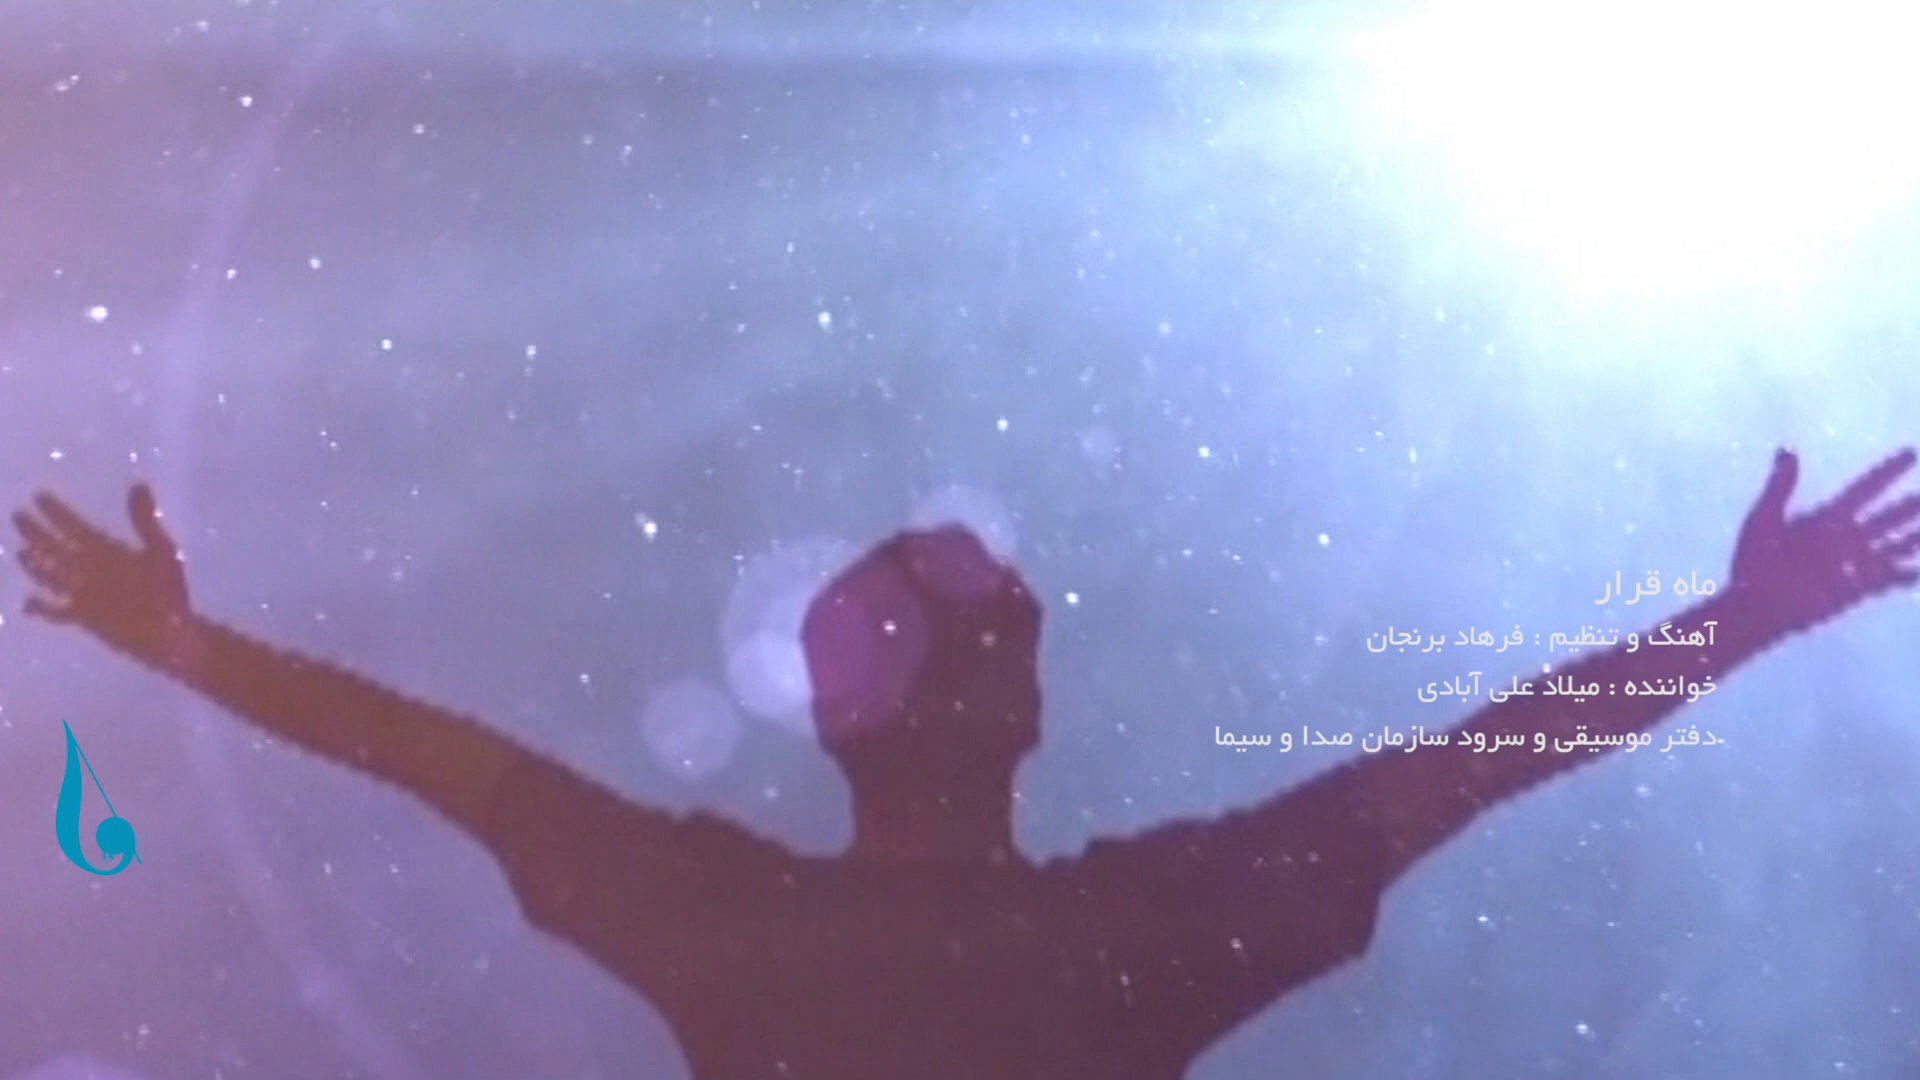 ماه قرار
آهنگ و تنظیم : فرهاد برنجان
خواننده : میلاد علی آبادی
دفتر موسیقی و سرود سازمان صدا و سیما